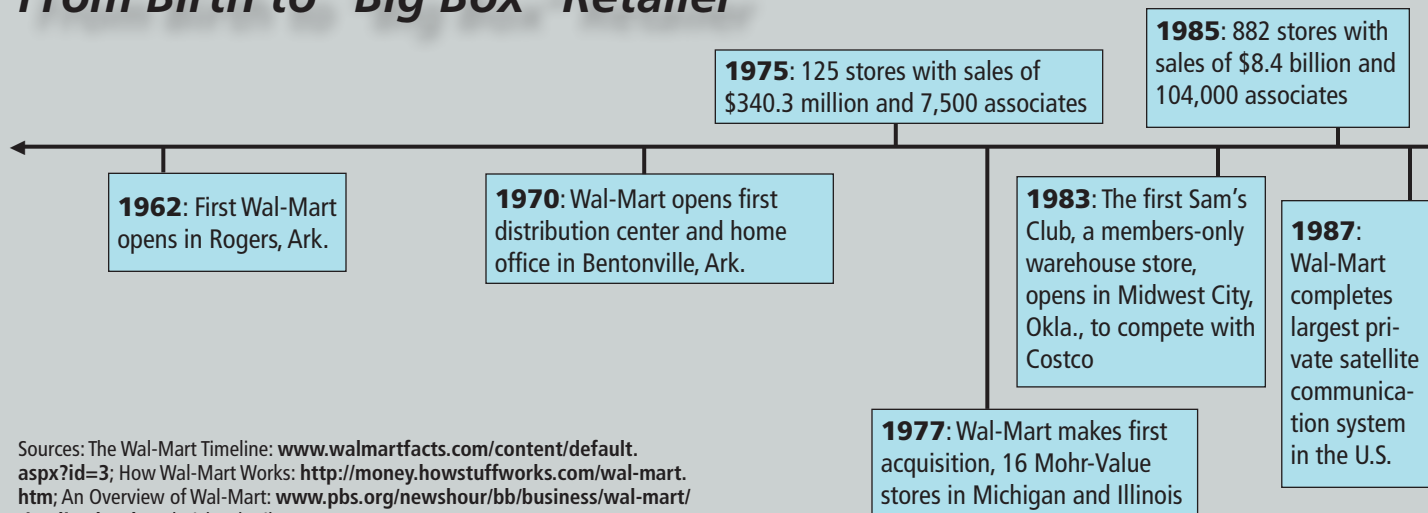 From Birth to "Big Box" Retailer
1985: 882 stores with
sales of $8.4 billion and
104,000 associates
1975: 125 stores with sales of
$340.3 million and 7,500 associates
1962: First Wal-Mart
opens in Rogers, Ark.
1970: Wal-Mart opens first
distribution center and home
office in Bentonville, Ark.
1983: The first Sam's
Club, a members-only
warehouse store,
opens in Midwest City,
Okla., to compete with
Costco
1987:
Wal-Mart
completes
largest pri-
vate satellite
communica-
tion system
in the U.S.
1977: Wal-Mart makes first
acquisition, 16 Mohr-Value
stores in Michigan and Illinois
Sources: The Wal-Mart Timeline: www.walmartfacts.com/content/default.
aspx?id=3; How Wal-Mart Works: http://money.howstuffworks.com/wal-mart.
htm; An Overview of Wal-Mart: www.pbs.org/newshour/bb/business/wal-mart/